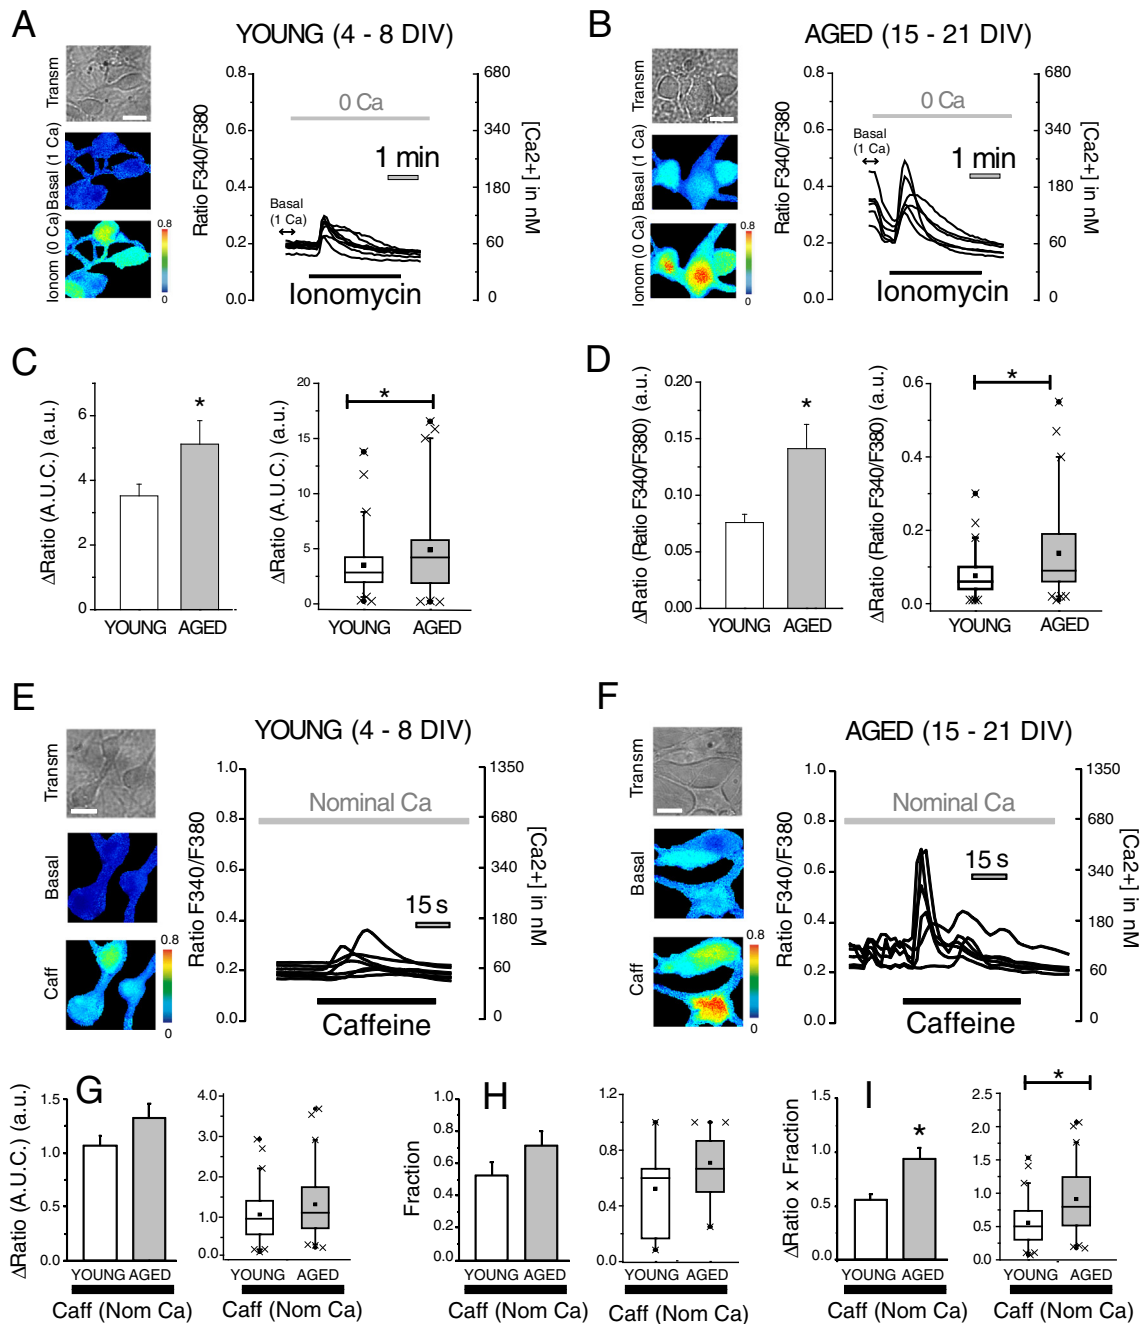 A
YOUNG (4 - 8 DIV)
Transm
Basal (1 Ca)
Ionom (0 Ca)
0.8
0
Ratio F340/F380
0.8
0.6
0.4
0.2
0.0
0 Ca
1 min
Basal
(1 Ca)
Ionomycin
680
340
180
60
0
[Ca2+] in nM
B
AGED (15 - 21 DIV)
Transm
Basal (1 Ca)
Ionom (0 Ca)
0.8
0
Ratio F340/F380
0.8
0.6
0.4
0.2
0.0
0 Ca
Basal
(1 Ca)
1 min
Ionomycin
680
340
180
60
0
[Ca2+] in nM
C
ΔRatio (A.U.C.) (a.u.)
6
4
2
0
*
YOUNG AGED
ΔRatio (A.U.C.) (a.u.)
20
15
10
5
0
*
YOUNG AGED
D
ΔRatio (Ratio F340/F380) (a.u.)
0.20
0.15
0.10
0.05
0.00
*
YOUNG AGED
ΔRatio (Ratio F340/F380) (a.u.)
0.6
0.4
0.2
0.0
*
YOUNG AGED
E
YOUNG (4 - 8 DIV)
Transm
Basal
Caff
0.8
0
Ratio F340/F380
1.0
0.8
0.6
0.4
0.2
0.0
Nominal Ca
15 s
Caffeine
1350
680
340
180
60
0
[Ca2+] in nM
F
AGED (15 - 21 DIV)
Transm
Basal
Caff
0.8
0
Ratio F340/F380
1.0
0.8
0.6
0.4
0.2
0.0
Nominal Ca
15 s
Caffeine
1350
680
340
180
60
0
[Ca2+] in nM
G
ΔRatio (A.U.C.) (a.u.)
1.5
1.0
0.5
0.0
YOUNG AGED
Caff (Nom Ca)
4.0
3.0
2.0
1.0
0.0
YOUNG AGED
Caff (Nom Ca)
H
Fraction
1.0
0.8
0.6
0.4
0.2
0.0
YOUNG AGED
Caff (Nom Ca)
1.2
0.8
0.4
0.0
YOUNG AGED
Caff (Nom Ca)
I
ΔRatio x Fraction
1.5
1.0
0.5
0.0
*
YOUNG AGED
Caff (Nom Ca)
2.5
2.0
1.5
1.0
0.5
0.0
*
YOUNG AGED
Caff (Nom Ca)